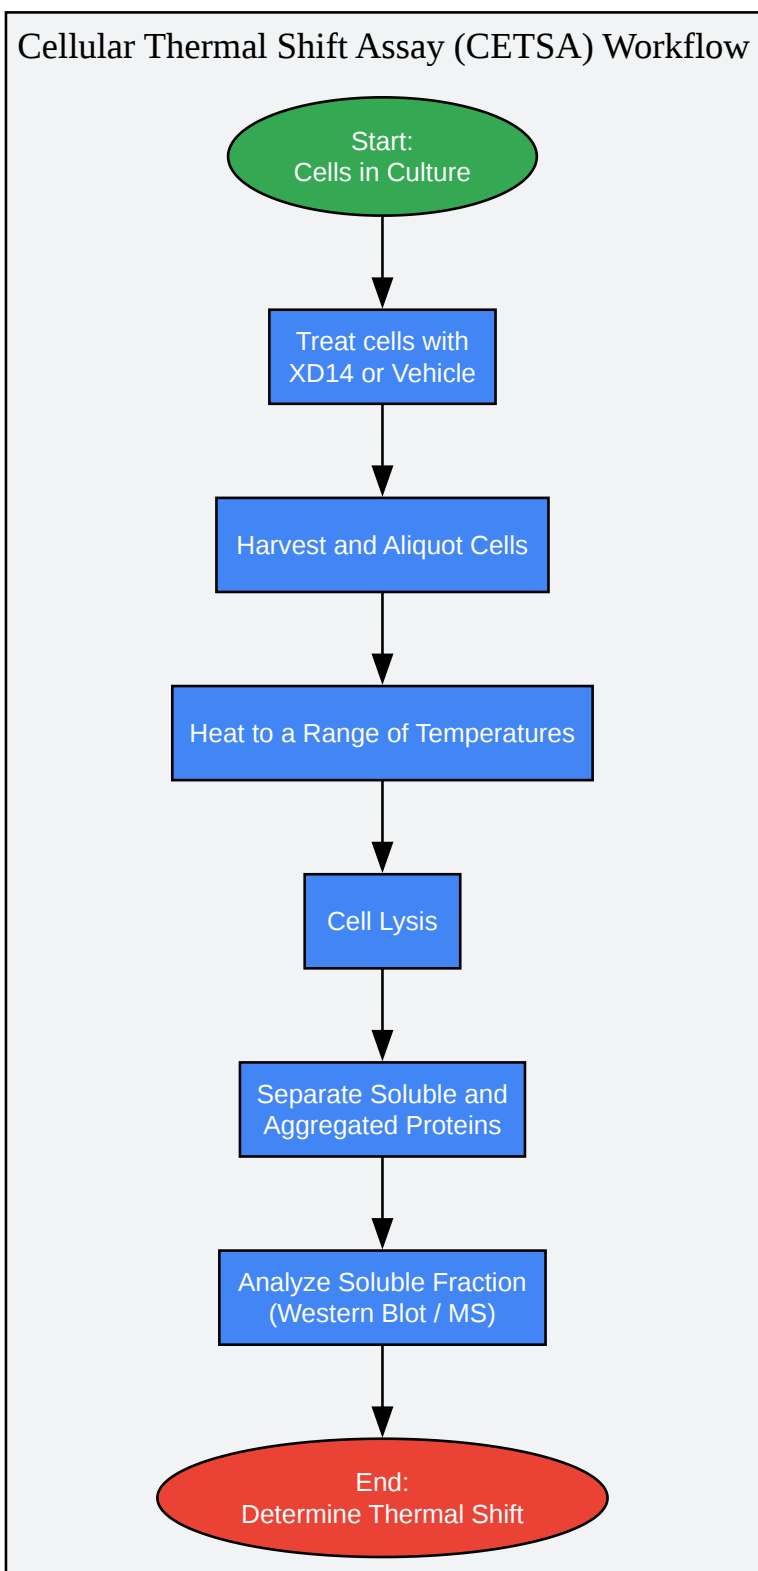 Cellular Thermal Shift Assay (CETSA) Workflow
Start:
Cells in Culture
Treat cells with
XD14 or Vehicle
Harvest and Aliquot Cells
Heat to a Range of Temperatures
Cell Lysis
Separate Soluble and
Aggregated Proteins
Analyze Soluble Fraction
(Western Blot / MS)
End:
Determine Thermal Shift